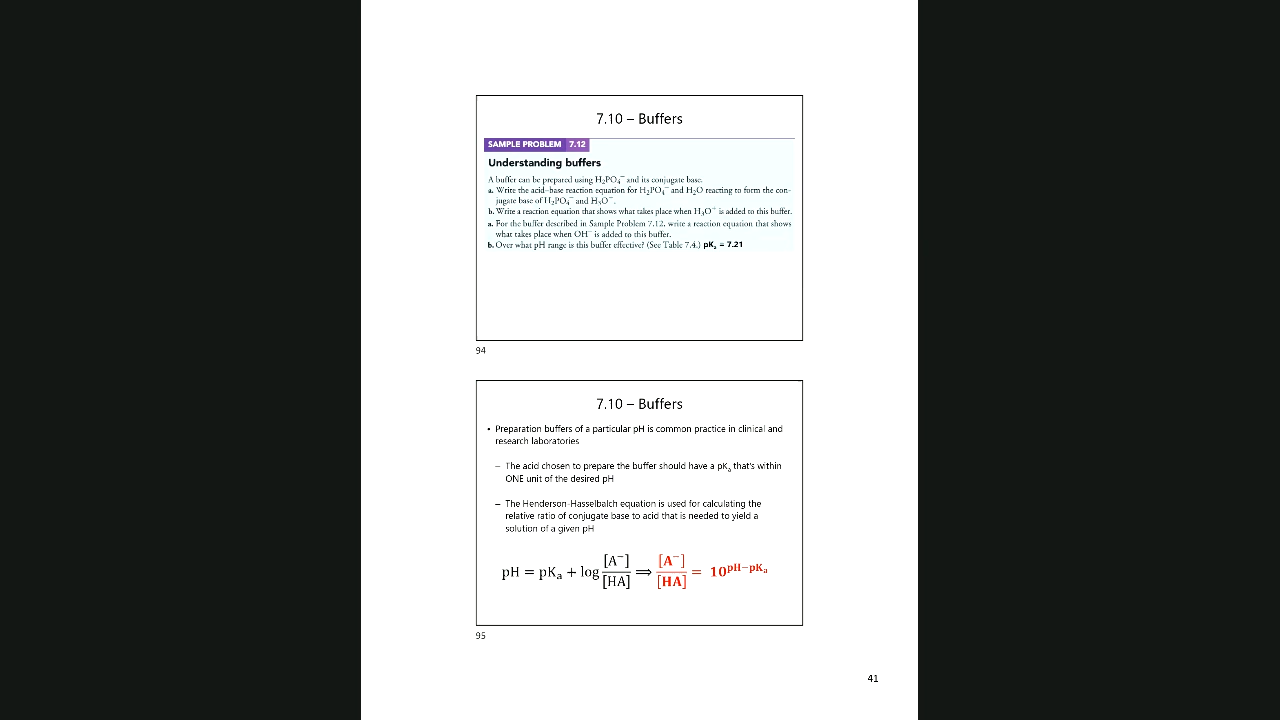 7.10 – Buffers
SAMPLE PROBLEM 7.12
Understanding buffers
A buffer can be prepared using H₂PO₄⁻ and its conjugate base.
a. Write the acid–base reaction equation for H₂PO₄⁻ and H₂O reacting to form the con-
jugate base of H₂PO₄⁻ and H₃O⁺.
b. Write a reaction equation that shows what takes place when H₃O⁺ is added to this buffer.
a. For the buffer described in Sample Problem 7.12, write a reaction equation that shows
what takes place when OH⁻ is added to this buffer.
b. Over what pH range is this buffer effective? (See Table 7.4.) pKₐ = 7.21
94
7.10 – Buffers
• Preparation buffers of a particular pH is common practice in clinical and
research laboratories
– The acid chosen to prepare the buffer should have a pKₐ that's within
ONE unit of the desired pH
– The Henderson-Hasselbalch equation is used for calculating the
relative ratio of conjugate base to acid that is needed to yield a
solution of a given pH
pH = pKₐ + log [A⁻]/[HA] ⟹ [A⁻]/[HA] = 10^(pH−pKₐ)
95
41